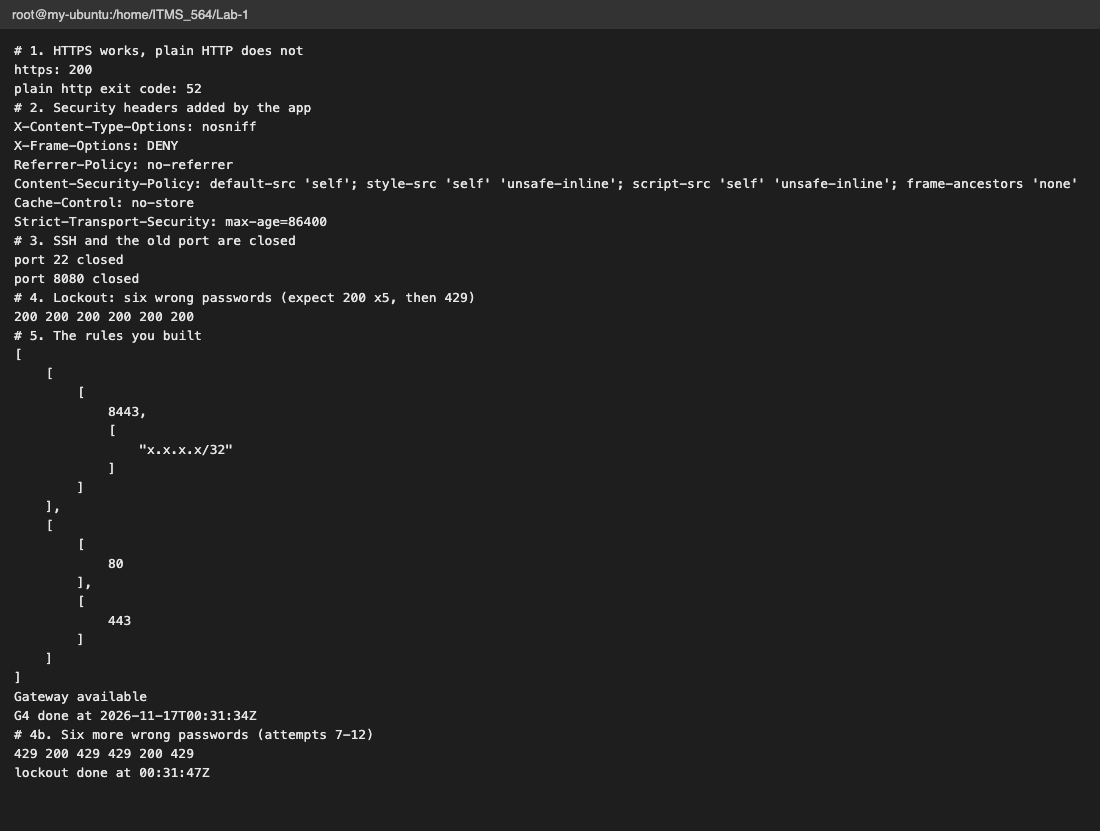 root@my-ubuntu:/home/ITMS_564/Lab-1
# 1. HTTPS works, plain HTTP does not
https: 200
plain http exit code: 52
# 2. Security headers added by the app
X-Content-Type-Options: nosniff
X-Frame-Options: DENY
Referrer-Policy: no-referrer
Content-Security-Policy: default-src 'self'; style-src 'self' 'unsafe-inline'; script-src 'self' 'unsafe-inline'; frame-ancestors 'none'
Cache-Control: no-store
Strict-Transport-Security: max-age=86400
# 3. SSH and the old port are closed
port 22 closed
port 8080 closed
# 4. Lockout: six wrong passwords (expect 200 x5, then 429)
200 200 200 200 200 200
# 5. The rules you built
[
    [
        [
            8443,
            [
                "x.x.x.x/32"
            ]
        ]
    ],
    [
        [
            80
        ],
        [
            443
        ]
    ]
]
Gateway available
G4 done at 2026-11-17T00:31:34Z
# 4b. Six more wrong passwords (attempts 7-12)
429 200 429 429 200 429
lockout done at 00:31:47Z